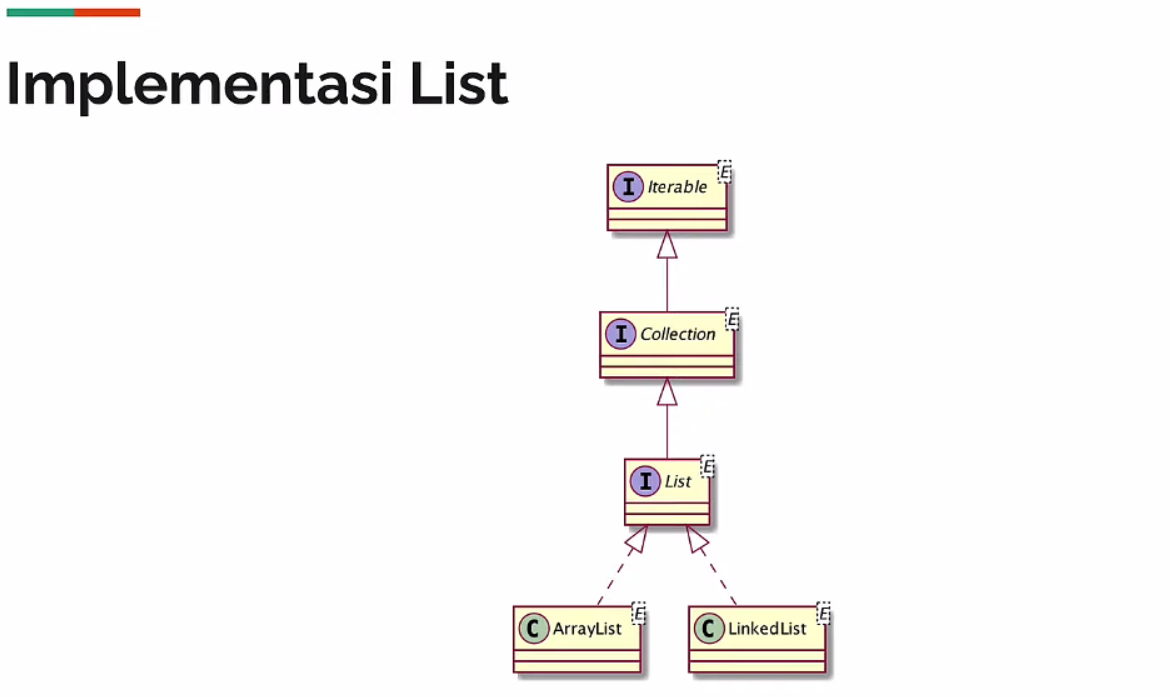 Implementasi List
E
I Iterable
E
I Collection
E
I List
E
C ArrayList
E
C LinkedList